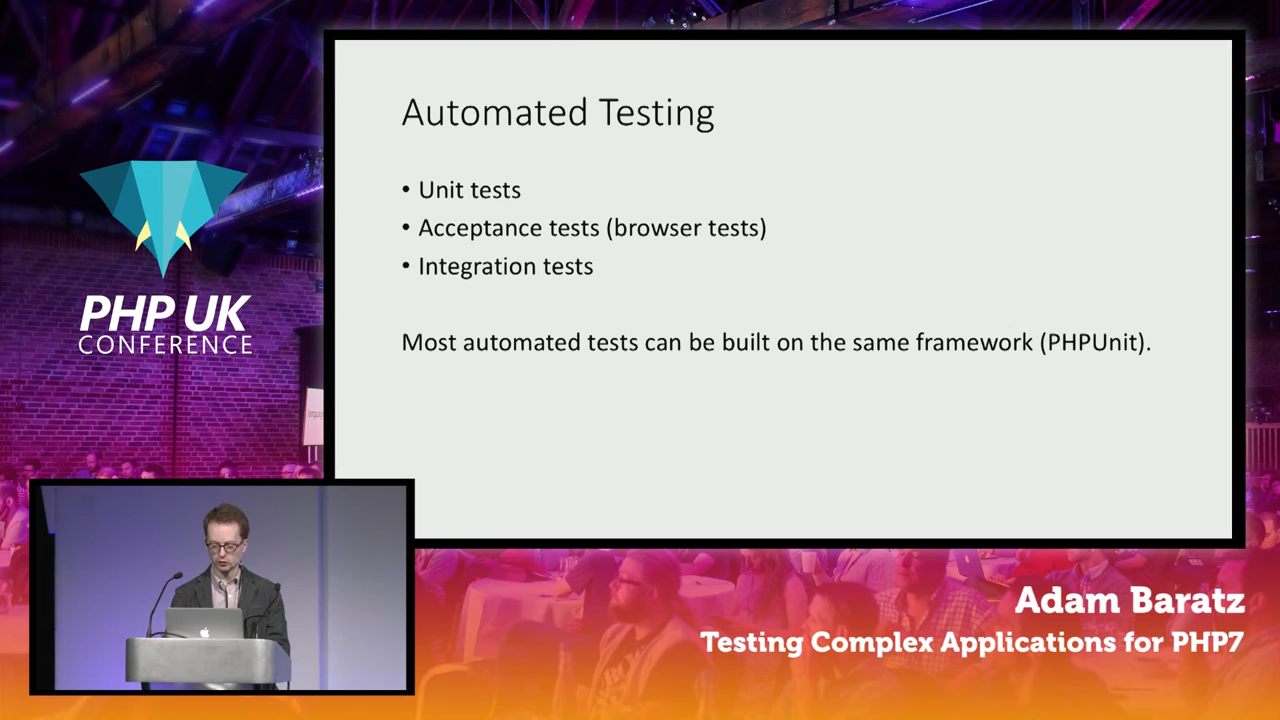 Automated Testing
• Unit tests
• Acceptance tests (browser tests)
• Integration tests
Most automated tests can be built on the same framework (PHPUnit).
PHP UK
CONFERENCE
Adam Baratz
Testing Complex Applications for PHP7